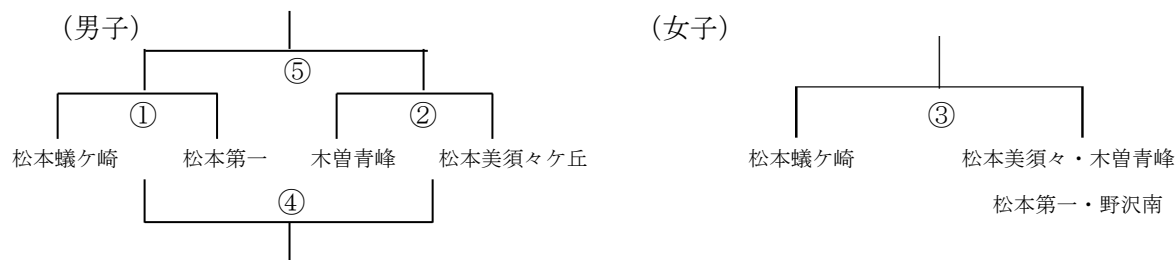 (男子)
(女子)
⑤
① ② ③
松本蟻ケ崎 松本第一 木曽青峰 松本美須々ケ丘 松本蟻ケ崎 松本美須々・木曽青峰
④ 松本第一・野沢南